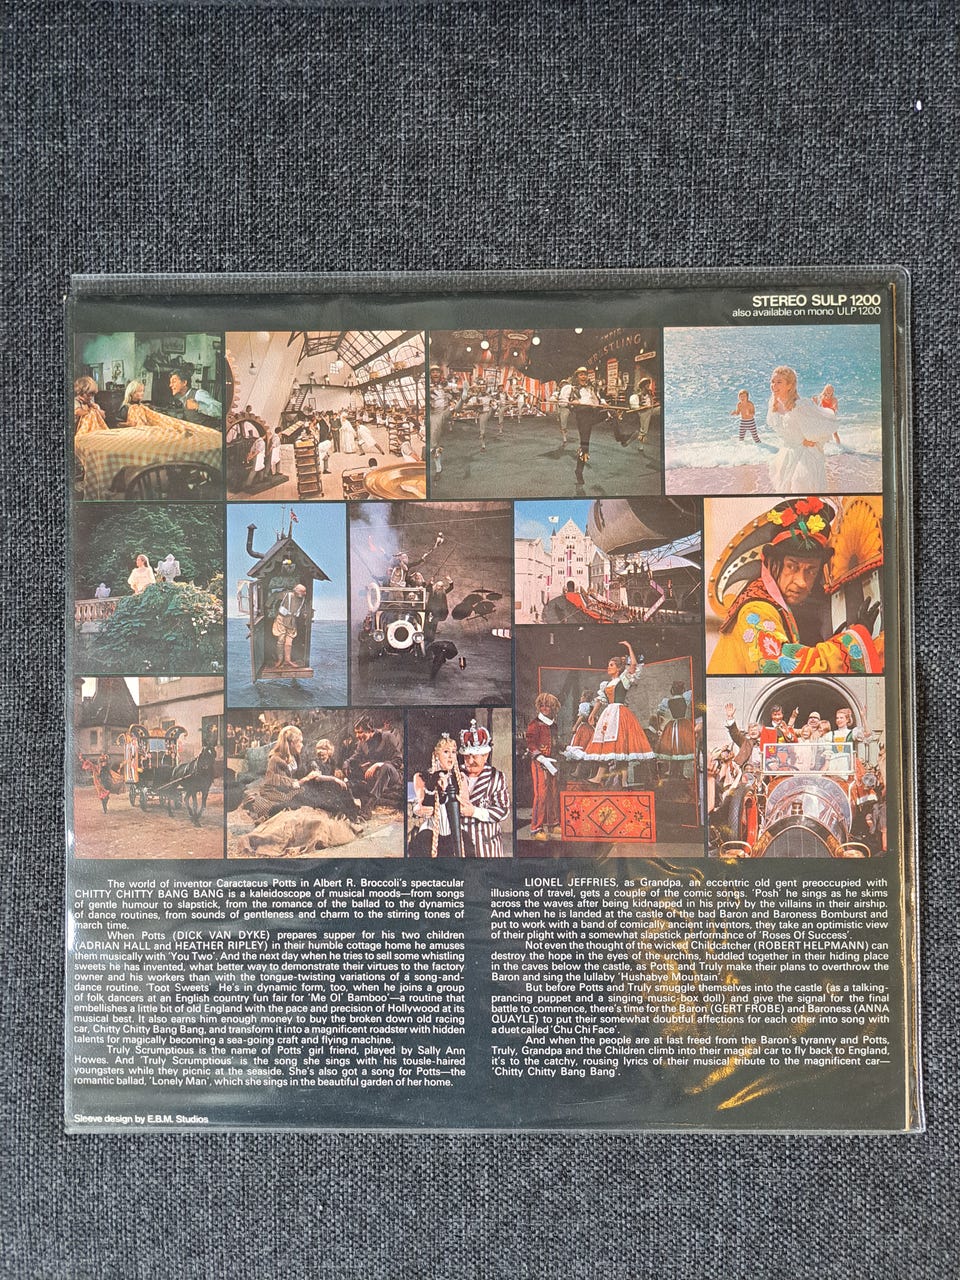 STEREO SULP 1200
also available on mono ULP1200
WRESTLING
The world of inventor Caractacus Potts in Albert R. Broccoli's spectacular
CHITTY CHITTY BANG BANG is a kaleidoscope of musical moods—from songs
of gentle humour to slapstick, from the romance of the ballad to the dynamics
of dance routines, from sounds of gentleness and charm to the stirring tones of
march time.
When Potts (DICK VAN DYKE) prepares supper for his two children
(ADRIAN HALL and HEATHER RIPLEY) in their humble cottage home he amuses
them musically with 'You Two'. And the next day when he tries to sell some whistling
sweets he has invented, what better way to demonstrate their virtues to the factory
owner and his workers than with the tongue-twisting variations of a song-and-
dance routine. 'Toot Sweets' He's in dynamic form, too, when he joins a group
of folk dancers at an English country fun fair for 'Me Ol' Bamboo'—a routine that
embellishes a little bit of old England with the pace and precision of Hollywood at its
musical best. It also earns him enough money to buy the broken down old racing
car, Chitty Chitty Bang Bang, and transform it into a magnificent roadster with hidden
talents for magically becoming a sea-going craft and flying machine.
Truly Scrumptious is the name of Potts' girl friend, played by Sally Ann
Howes. And 'Truly Scrumptious' is the song she sings with his tousle-haired
youngsters while they picnic at the seaside. She's also got a song for Potts—the
romantic ballad, 'Lonely Man', which she sings in the beautiful garden of her home.
LIONEL JEFFRIES, as Grandpa, an eccentric old gent preoccupied with
illusions of travel, gets a couple of the comic songs. 'Posh' he sings as he skims
across the waves after being kidnapped in his privy by the villains in their airship.
And when he is landed at the castle of the bad Baron and Baroness Bomburst and
put to work with a band of comically ancient inventors, they take an optimistic view
of their plight with a somewhat slapstick performance of 'Roses Of Success'.
Not even the thought of the wicked Childcatcher (ROBERT HELPMANN) can
destroy the hope in the eyes of the urchins, huddled together in their hiding place
in the caves below the castle, as Potts and Truly make their plans to overthrow the
Baron and sing the lullaby 'Hushabye Mountain'.
But before Potts and Truly smuggle themselves into the castle (as a talking-
prancing puppet and a singing music-box doll) and give the signal for the final
battle to commence, there's time for the Baron (GERT FROBE) and Baroness (ANNA
QUAYLE) to put their somewhat doubtful affections for each other into song with
a duet called 'Chu Chi Face'.
And when the people are at last freed from the Baron's tyranny and Potts,
Truly, Grandpa and the Children climb into their magical car to fly back to England,
it's to the catchy, rousing lyrics of their musical tribute to the magnificent car—
'Chitty Chitty Bang Bang'.
Sleeve design by E.B.M. Studios